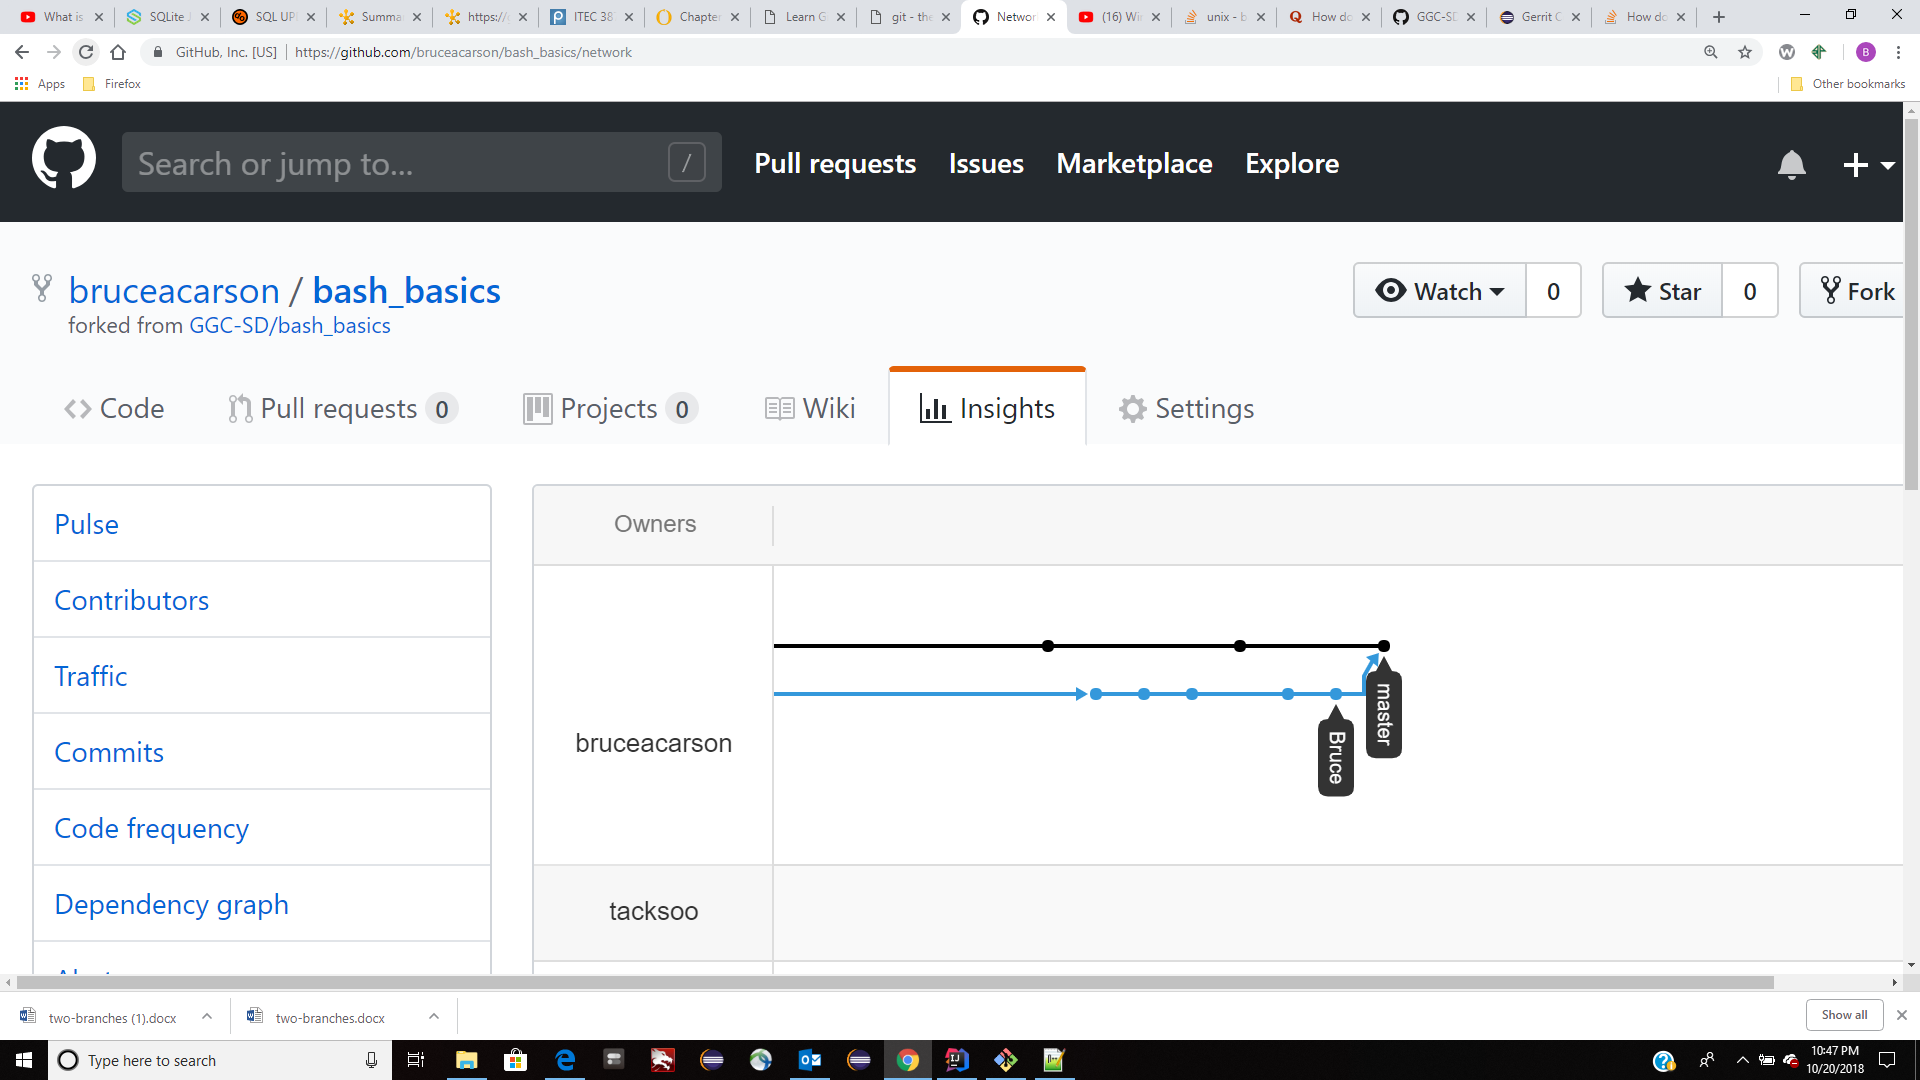 What is
SQLite J
SQL UP
Summa
https://
ITEC 38
Chapter
Learn G
git - the
Networ
(16) Wi
unix - b
How do
GGC-SD
Gerrit C
How do
GitHub, Inc. [US]
https://github.com/bruceacarson/bash_basics/network
B
Apps
Firefox
Other bookmarks
Search or jump to...
/
Pull requests
Issues
Marketplace
Explore
bruceacarson / bash_basics
forked from GGC-SD/bash_basics
Watch
0
Star
0
Fork
Code
Pull requests 0
Projects 0
Wiki
Insights
Settings
Pulse
Contributors
Traffic
Commits
Code frequency
Dependency graph
Owners
bruceacarson
master
Bruce
tacksoo
two-branches (1).docx
two-branches.docx
Show all
Type here to search
10:47 PM
10/20/2018